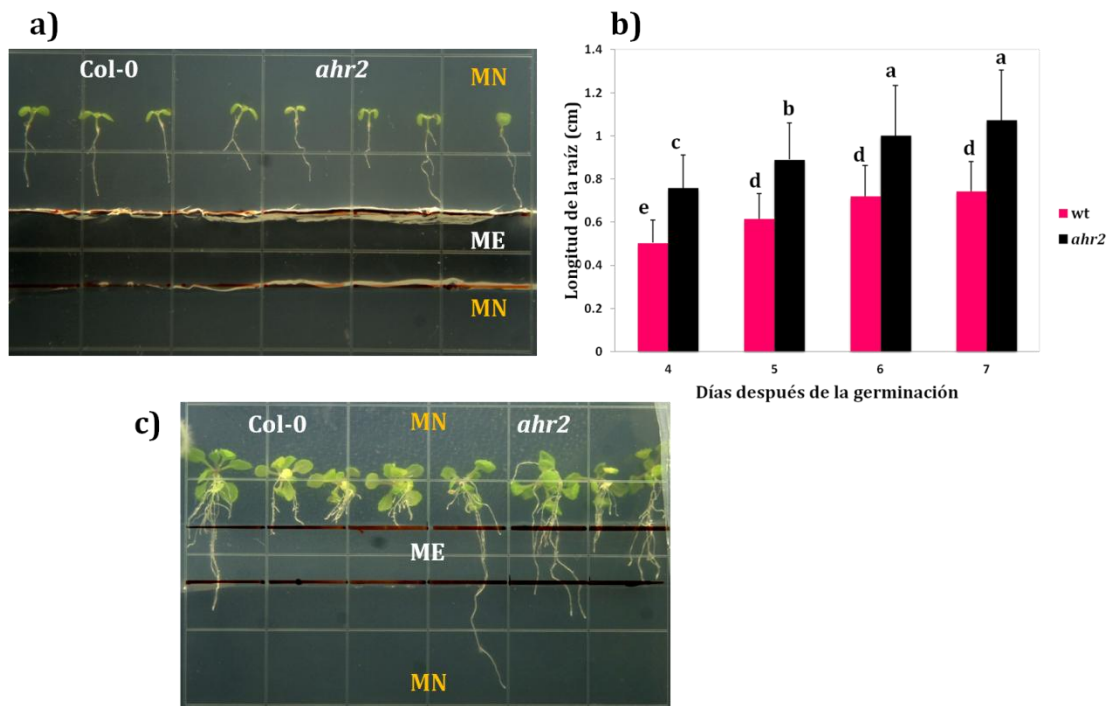 a)
Col-0
ahr2
MN
ME
MN
b)
Longitud de la raíz (cm)
1.4
1.2
1
0.8
0.6
0.4
0.2
0
e
c
d
b
d
a
d
a
4
5
6
7
Días después de la germinación
wt
ahr2
c)
Col-0
MN
ahr2
ME
MN